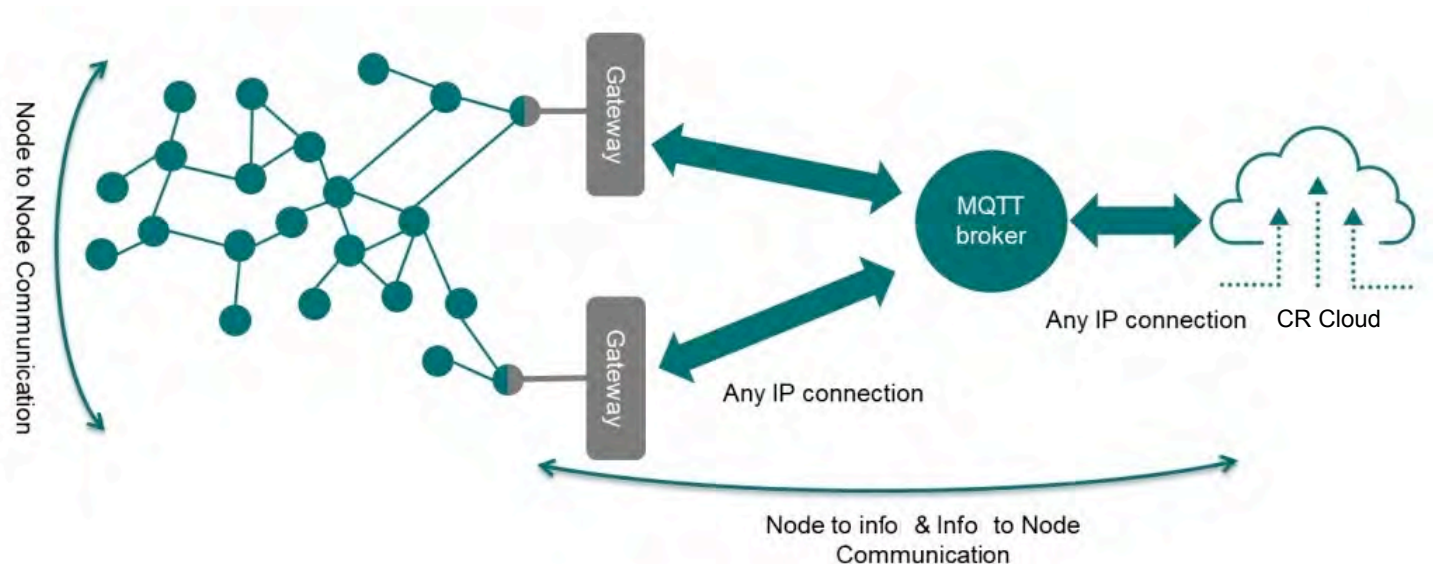 Node to Node Communication
Gateway
Gateway
MQTT
broker
Any IP connection
CR Cloud
Any IP connection
Node to info & Info to Node
Communication